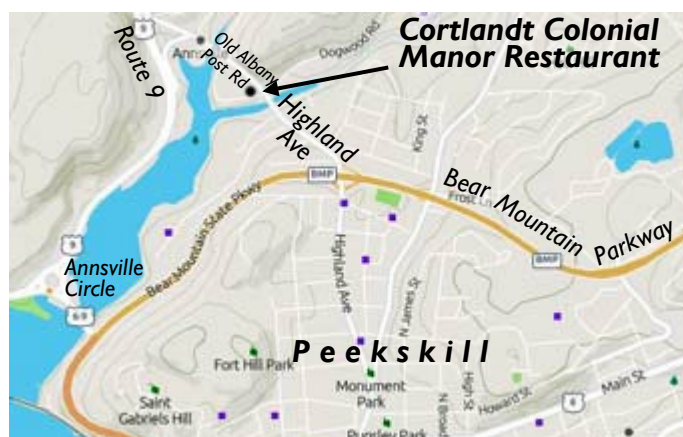 Cortlandt Colonial
Manor Restaurant
Route 9
Old Albany
Post Rd
Dogwood Rd
Highland
Ave
King St
BMP
Bear Mountain
Parkway
Frost Ln
Bear Mountain State Pkwy
BMP
9
Annsville
Circle
Highland Ave
N James St
Peekskill
Fort Hill Park
Monument
Park
High St
Howard St
Main St
6
Saint
Gabriels Hill
N Broad